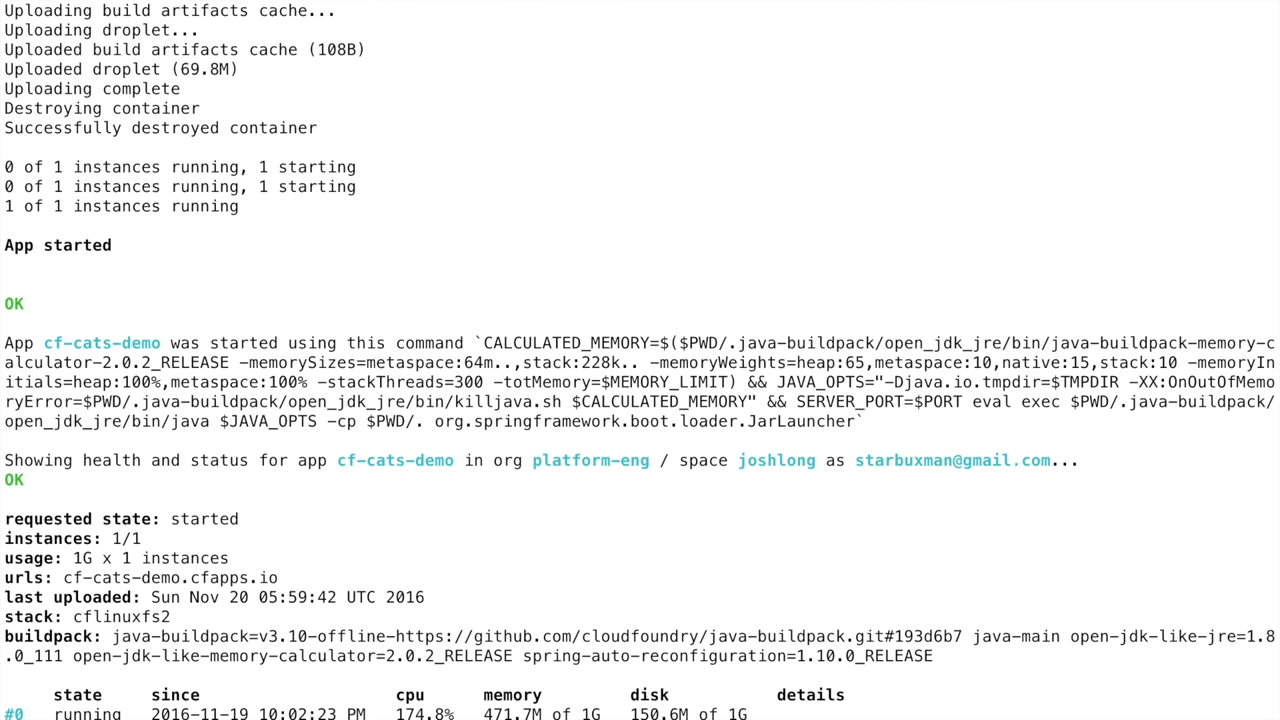 Uploading build artifacts cache...
Uploading droplet...
Uploaded build artifacts cache (108B)
Uploaded droplet (69.8M)
Uploading complete
Destroying container
Successfully destroyed container
0 of 1 instances running, 1 starting
0 of 1 instances running, 1 starting
1 of 1 instances running
App started
OK
App cf-cats-demo was started using this command `CALCULATED_MEMORY=$($PWD/.java-buildpack/open_jdk_jre/bin/java-buildpack-memory-c
alculator-2.0.2_RELEASE -memorySizes=metaspace:64m..,stack:228k.. -memoryWeights=heap:65,metaspace:10,native:15,stack:10 -memoryIn
itials=heap:100%,metaspace:100% -stackThreads=300 -totMemory=$MEMORY_LIMIT) && JAVA_OPTS="-Djava.io.tmpdir=$TMPDIR -XX:OnOutOfMemo
ryError=$PWD/.java-buildpack/open_jdk_jre/bin/killjava.sh $CALCULATED_MEMORY" && SERVER_PORT=$PORT eval exec $PWD/.java-buildpack/
open_jdk_jre/bin/java $JAVA_OPTS -cp $PWD/. org.springframework.boot.loader.JarLauncher`
Showing health and status for app cf-cats-demo in org platform-eng / space joshlong as starbuxman@gmail.com...
OK
requested state: started
instances: 1/1
usage: 1G x 1 instances
urls: cf-cats-demo.cfapps.io
last uploaded: Sun Nov 20 05:59:42 UTC 2016
stack: cflinuxfs2
buildpack: java-buildpack=v3.10-offline-https://github.com/cloudfoundry/java-buildpack.git#193d6b7 java-main open-jdk-like-jre=1.8
.0_111 open-jdk-like-memory-calculator=2.0.2_RELEASE spring-auto-reconfiguration=1.10.0_RELEASE
state since cpu memory disk details
#0 running 2016-11-19 10:02:23 PM 174.8% 471.7M of 1G 150.6M of 1G